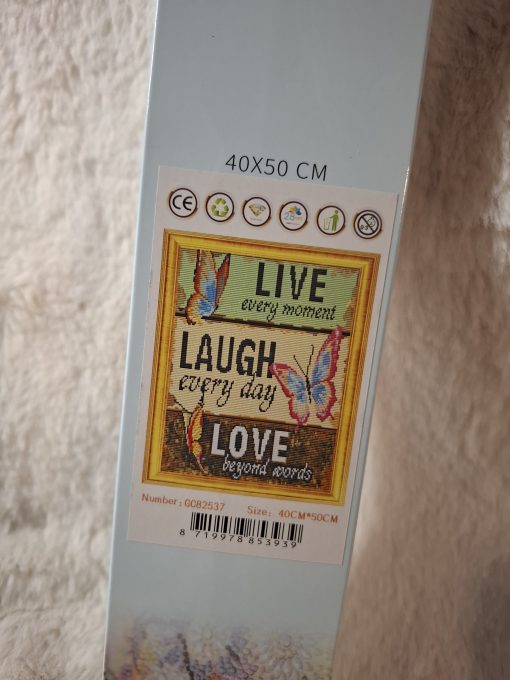 40X50 CM
CE
LIVE
every moment
LAUGH
every day
LOVE
beyond words
Number:GC82537 Size: 40CM*50CM
8 719978 853939